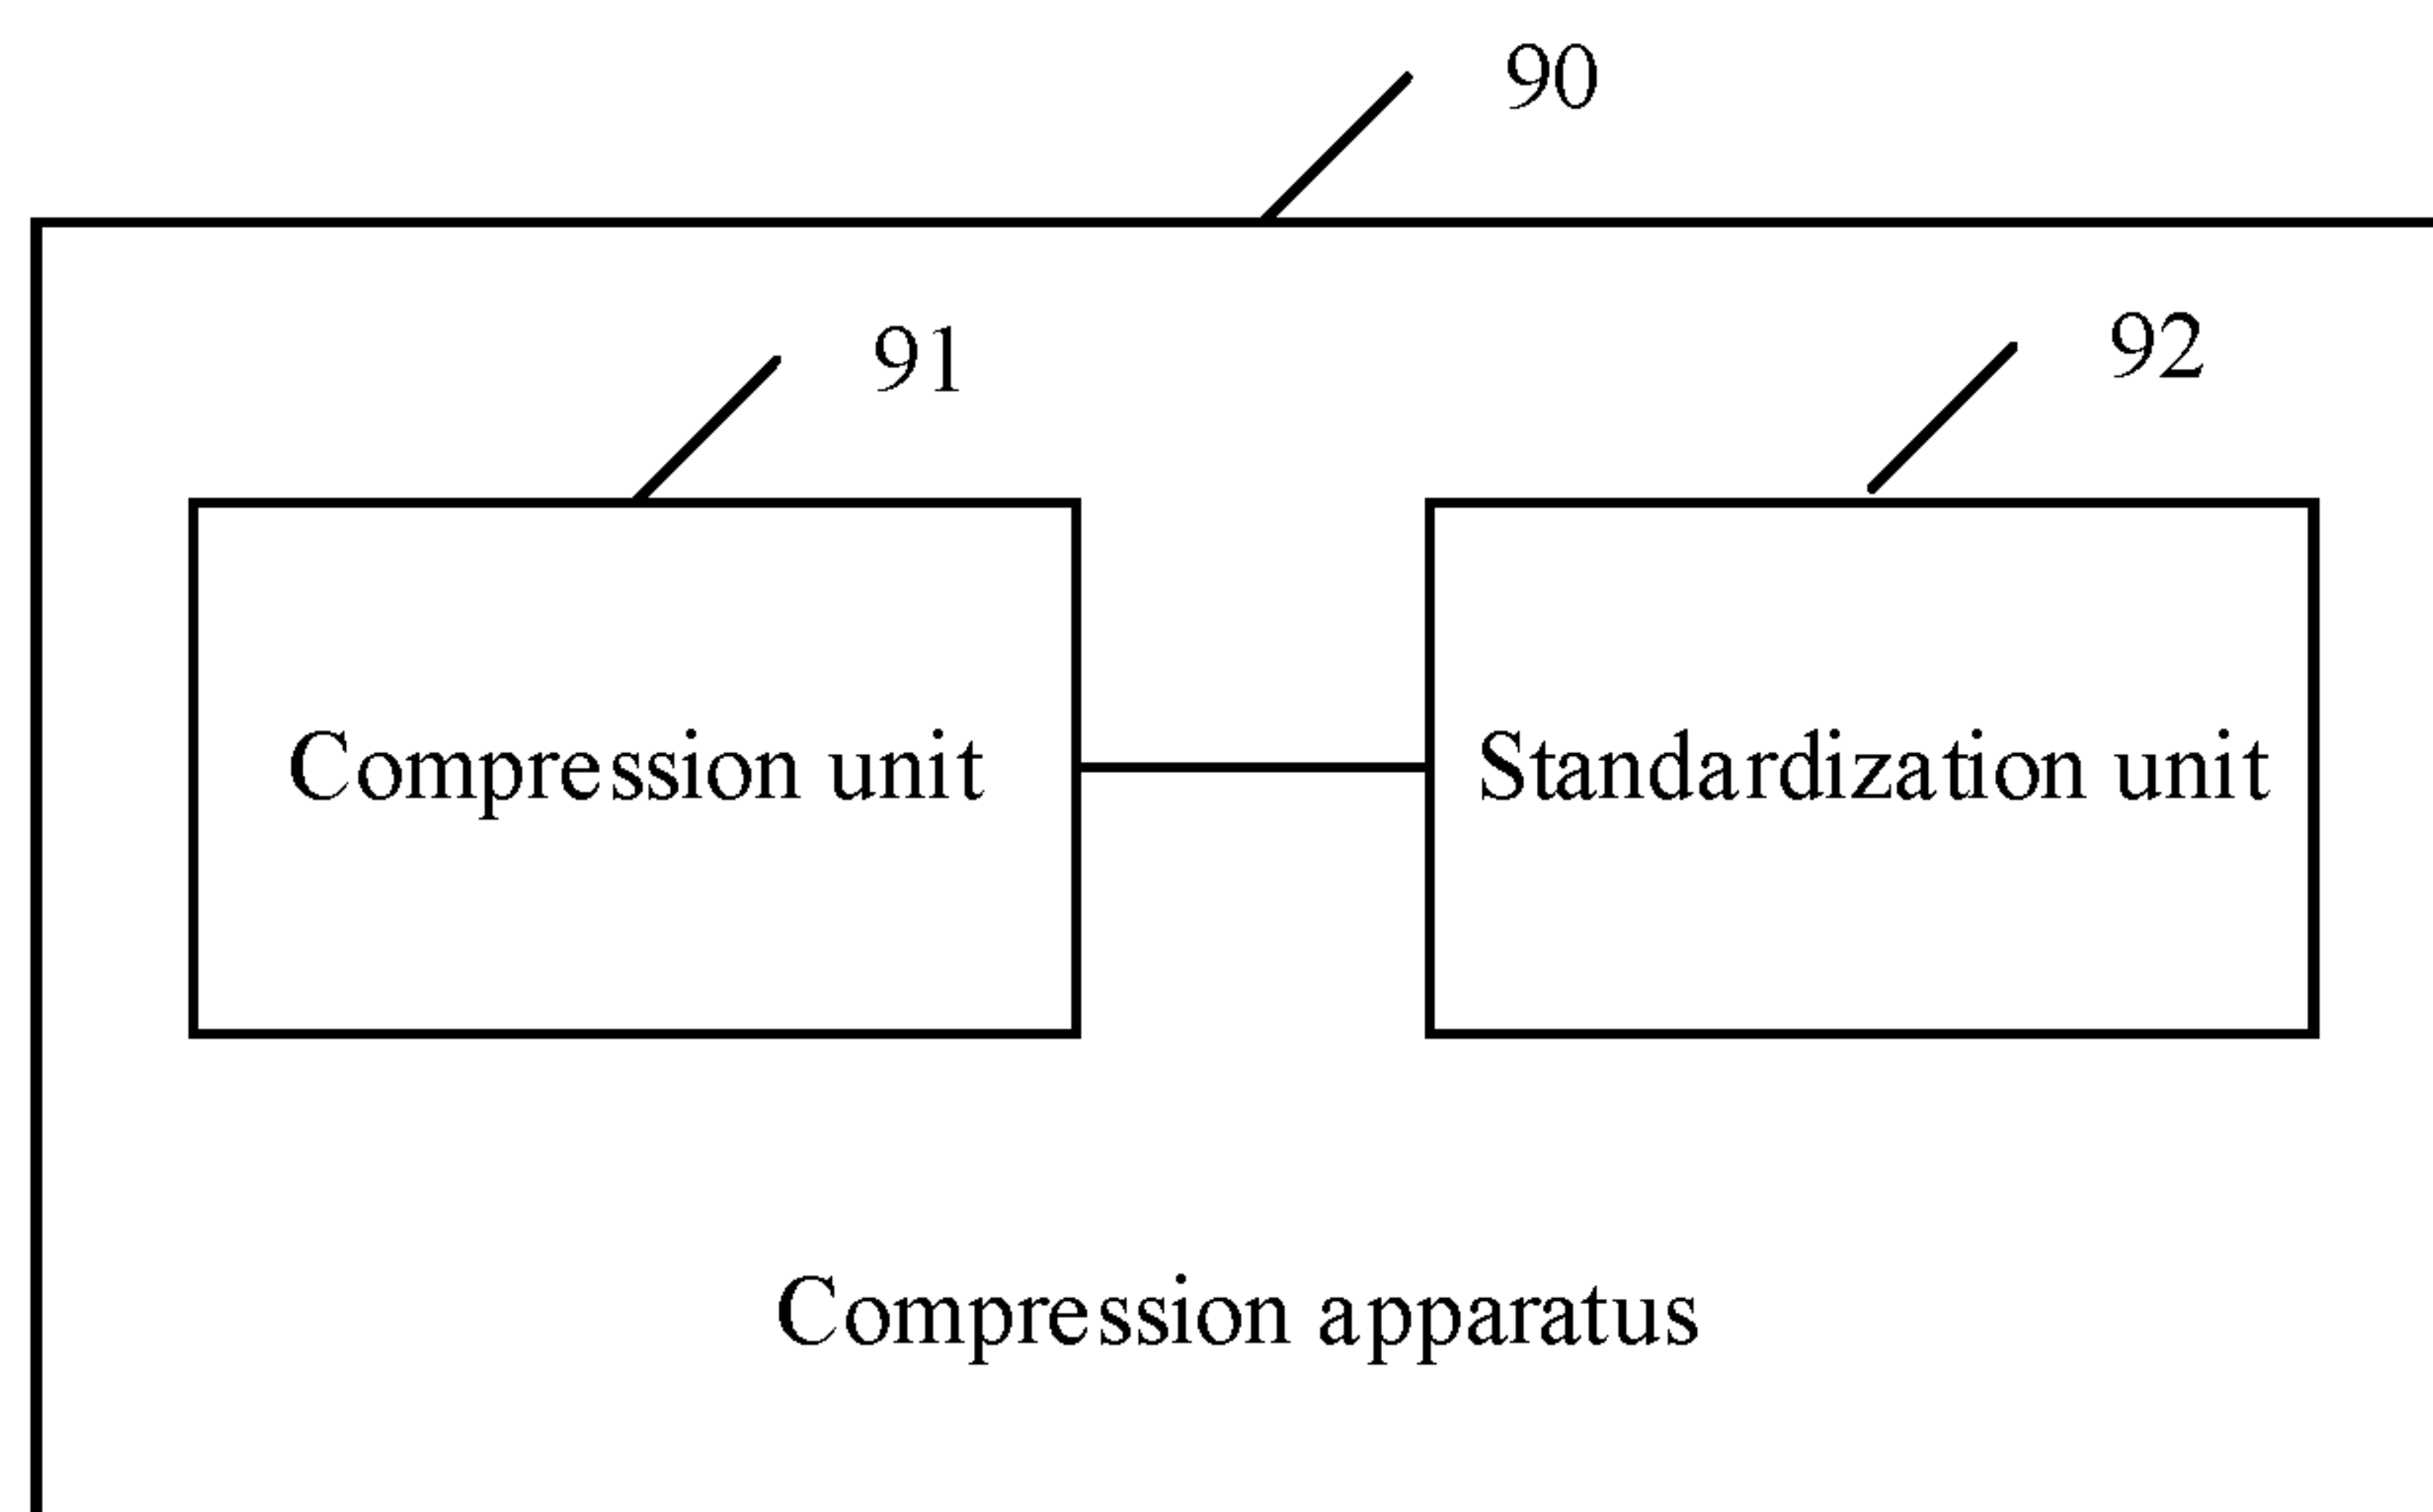 90
91
92
Compression unit
Standardization unit
Compression apparatus